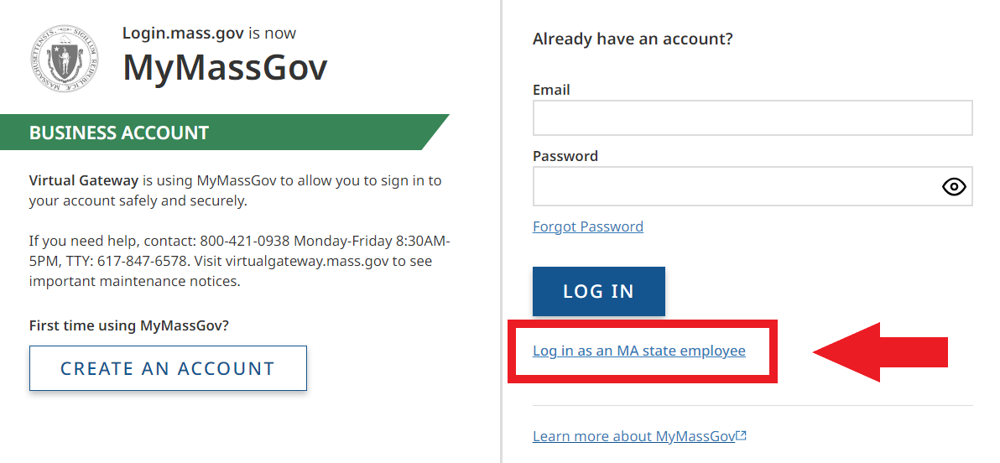 Login.mass.gov is now
MyMassGov
BUSINESS ACCOUNT
Virtual Gateway is using MyMassGov to allow you to sign in to
your account safely and securely.
If you need help, contact: 800-421-0938 Monday-Friday 8:30AM-
5PM, TTY: 617-847-6578. Visit virtualgateway.mass.gov to see
important maintenance notices.
First time using MyMassGov?
CREATE AN ACCOUNT
Already have an account?
Email
Password
Forgot Password
LOG IN
Log in as an MA state employee
Learn more about MyMassGov